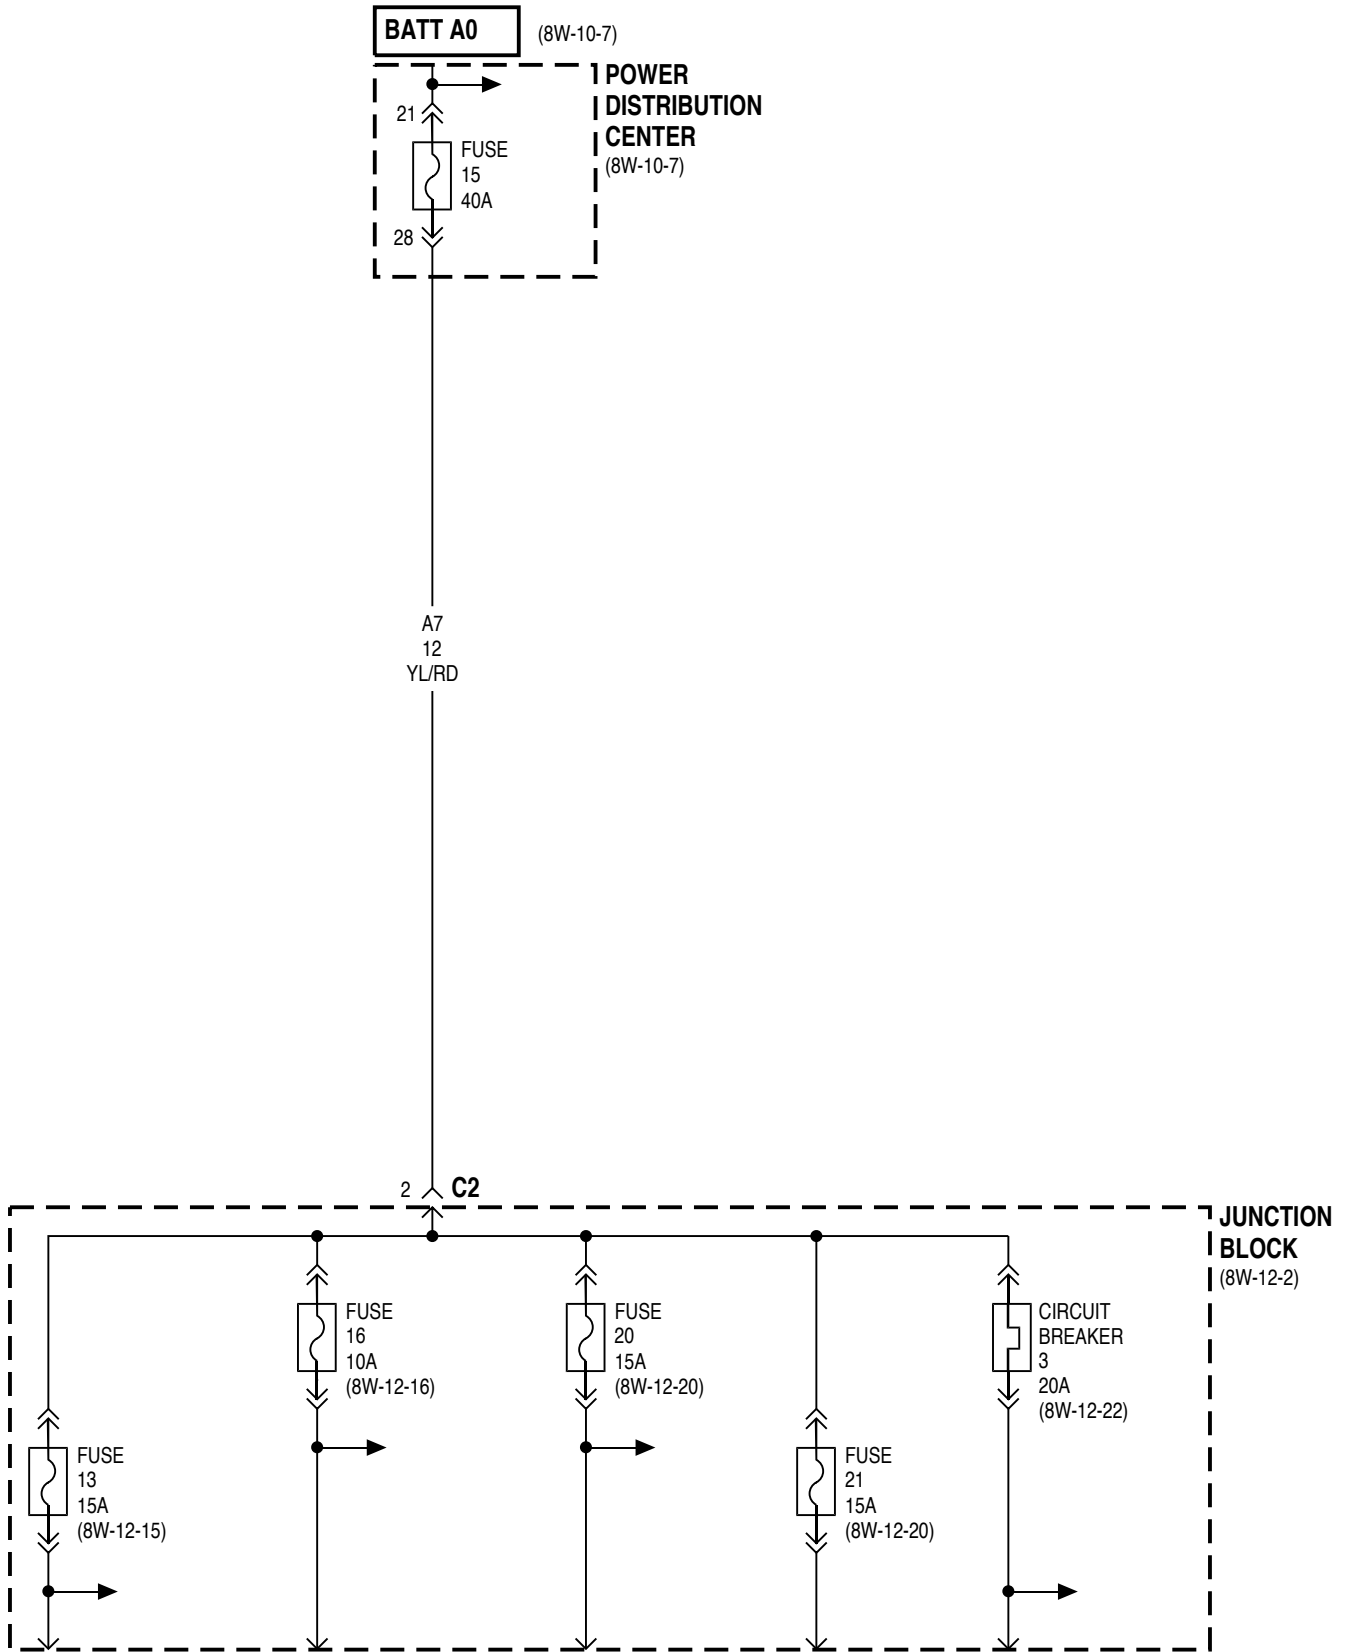 BATT A0
(8W-10-7)
POWER
DISTRIBUTION
CENTER
(8W-10-7)
21
FUSE
15
40A
28
A7
12
YL/RD
2
C2
JUNCTION
BLOCK
(8W-12-2)
FUSE
16
10A
(8W-12-16)
FUSE
20
15A
(8W-12-20)
CIRCUIT
BREAKER
3
20A
(8W-12-22)
FUSE
13
15A
(8W-12-15)
FUSE
21
15A
(8W-12-20)